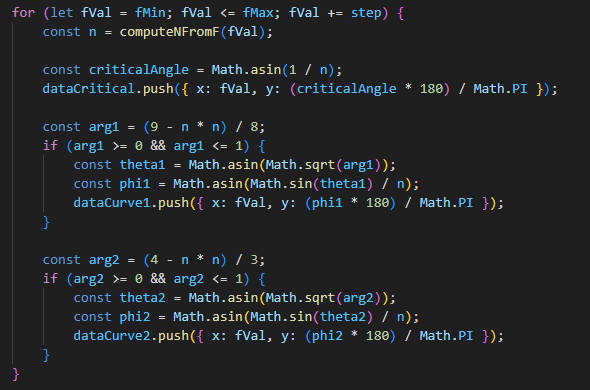 for (let fVal = fMin; fVal <= fMax; fVal += step) {
    const n = computeNFromF(fVal);

    const criticalAngle = Math.asin(1 / n);
    dataCritical.push({ x: fVal, y: (criticalAngle * 180) / Math.PI });

    const arg1 = (9 - n * n) / 8;
    if (arg1 >= 0 && arg1 <= 1) {
        const theta1 = Math.asin(Math.sqrt(arg1));
        const phi1 = Math.asin(Math.sin(theta1) / n);
        dataCurve1.push({ x: fVal, y: (phi1 * 180) / Math.PI });
    }

    const arg2 = (4 - n * n) / 3;
    if (arg2 >= 0 && arg2 <= 1) {
        const theta2 = Math.asin(Math.sqrt(arg2));
        const phi2 = Math.asin(Math.sin(theta2) / n);
        dataCurve2.push({ x: fVal, y: (phi2 * 180) / Math.PI });
    }
}